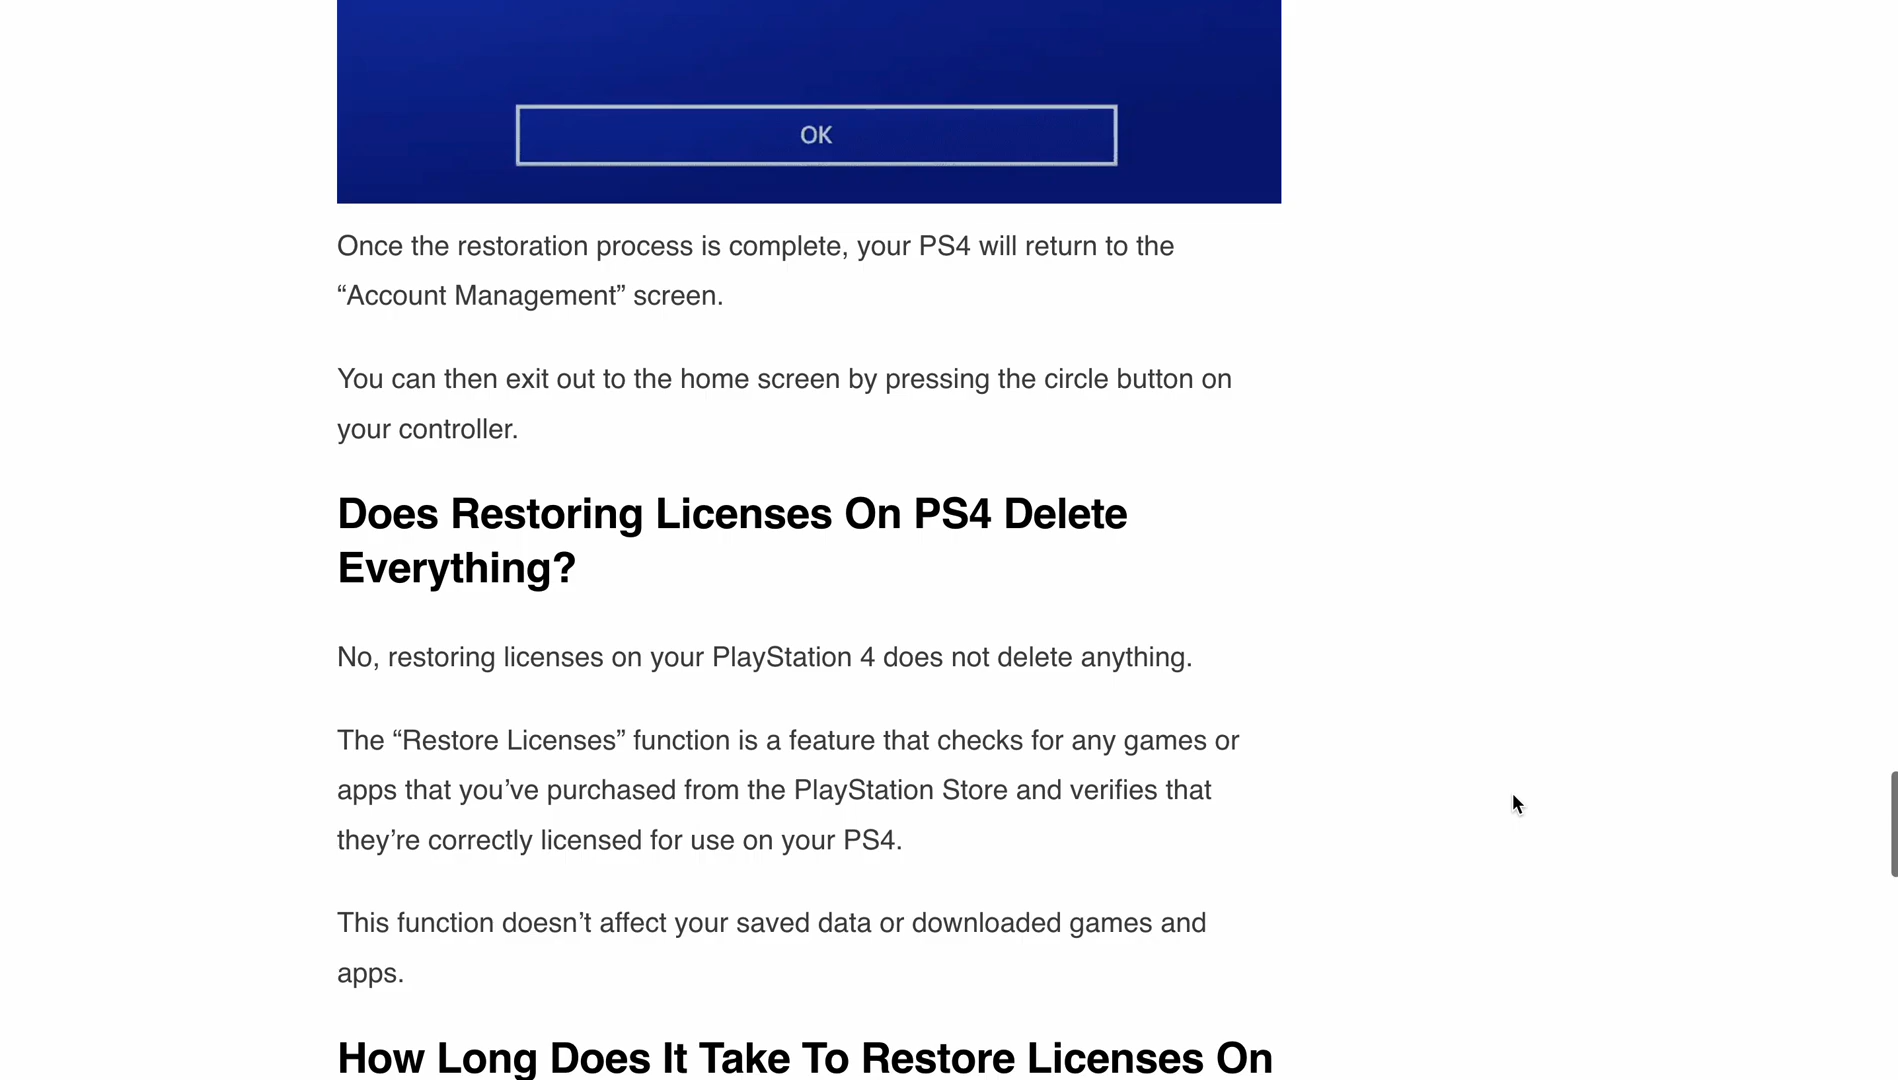 OK
Once the restoration process is complete, your PS4 will return to the
“Account Management” screen.
You can then exit out to the home screen by pressing the circle button on
your controller.
Does Restoring Licenses On PS4 Delete
Everything?
No, restoring licenses on your PlayStation 4 does not delete anything.
The “Restore Licenses” function is a feature that checks for any games or
apps that you’ve purchased from the PlayStation Store and verifies that
they’re correctly licensed for use on your PS4.
This function doesn’t affect your saved data or downloaded games and
apps.
How Long Does It Take To Restore Licenses On